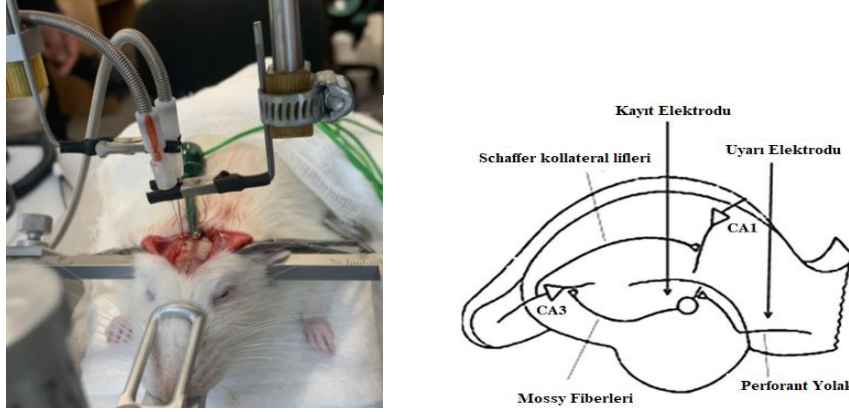 Kayıt Elektrodu
Uyarı Elektrodu
Schaffer kollateral lifleri
CA1
CA3
Mossy Fiberleri
Perforant Yolak